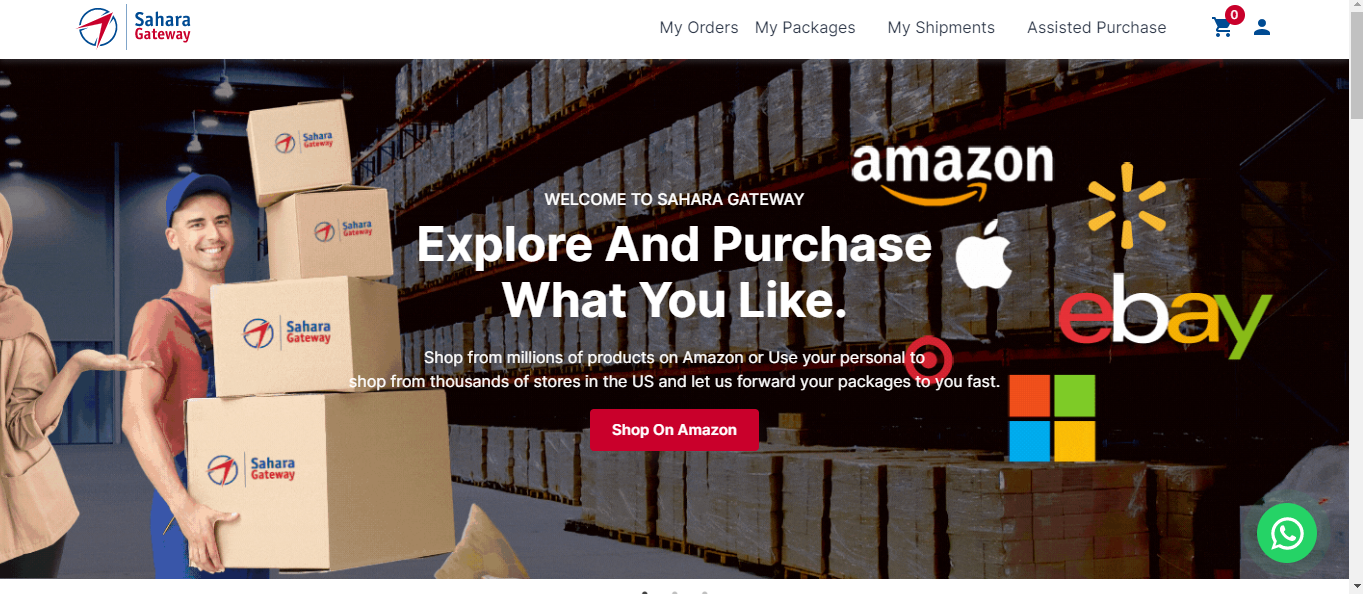 Sahara
Gateway
My Orders
My Packages
My Shipments
Assisted Purchase
0
Sahara
Gateway
amazon
WELCOME TO SAHARA GATEWAY
Sahara
Gateway
Explore And Purchase
What You Like.
ebay
Sahara
Gateway
Shop from millions of products on Amazon or Use your personal to
shop from thousands of stores in the US and let us forward your packages to you fast.
Shop On Amazon
Sahara
Gateway